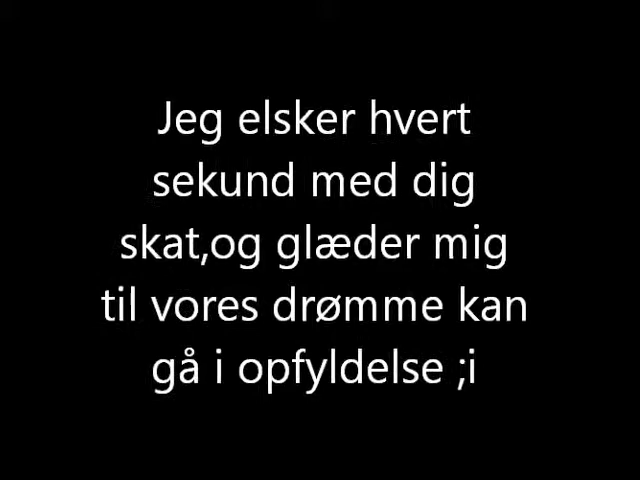 Jeg elsker hvert
sekund med dig
skat,og glæder mig
til vores drømme kan
gå i opfyldelse ;i